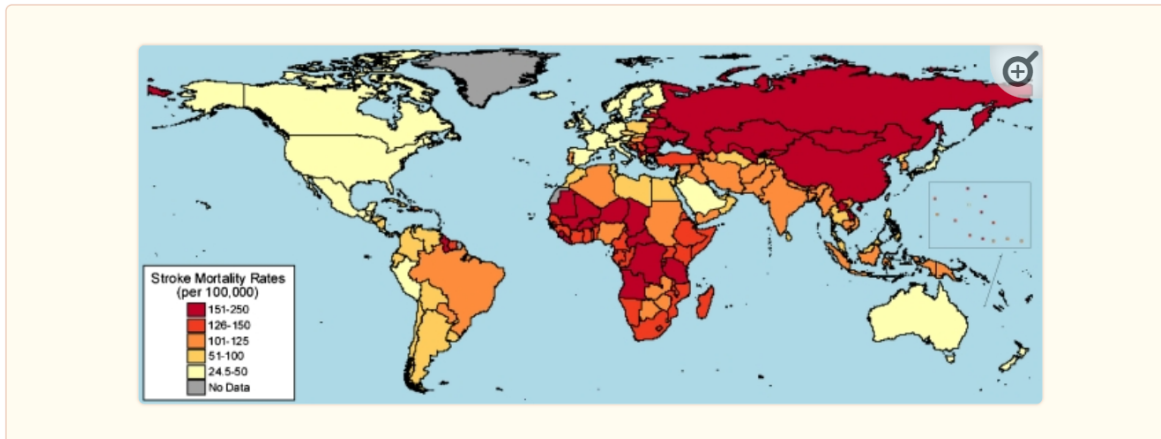 Stroke Mortality Rates
(per 100,000)
151-250
126-150
101-125
51-100
24.5-50
No Data